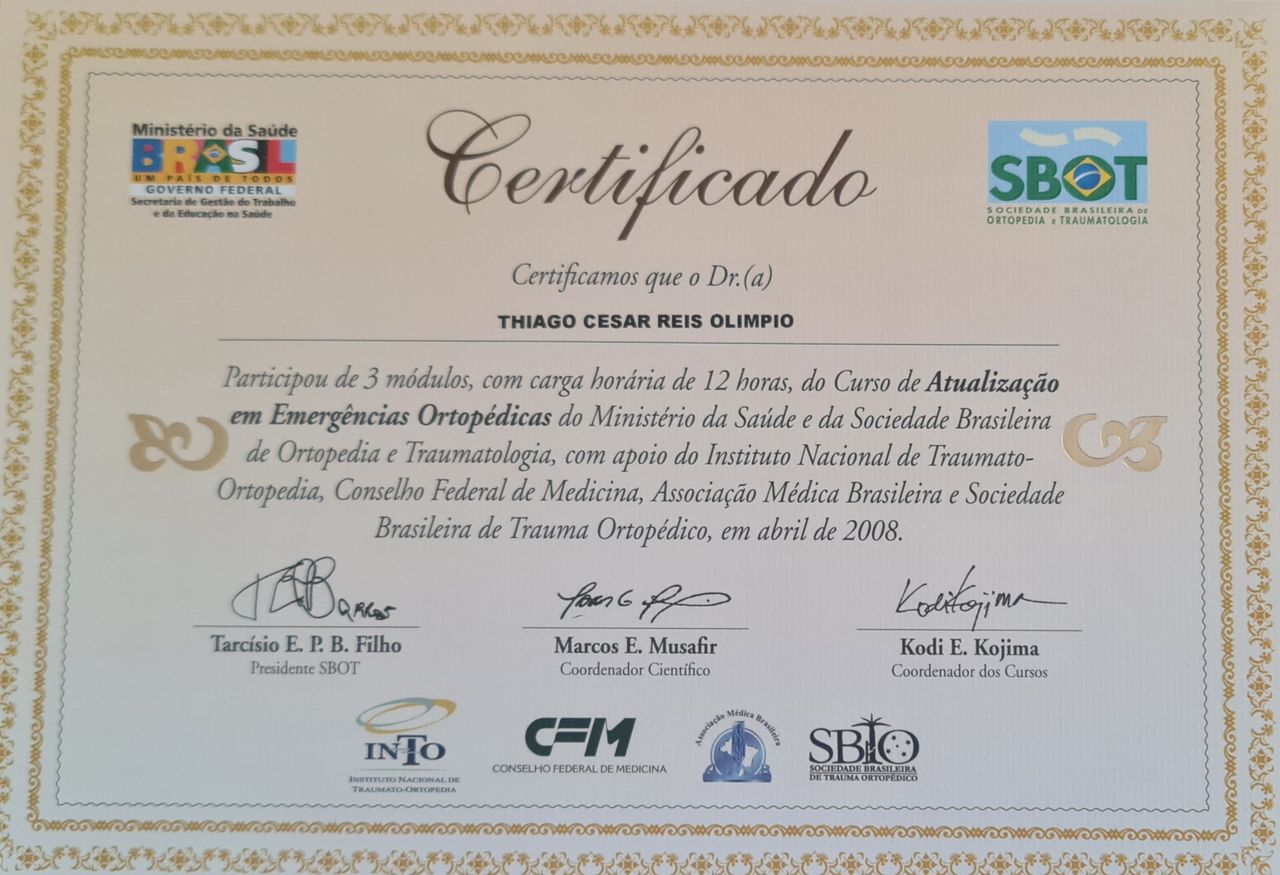 Ministério da Saúde
BRASIL
UM PAÍS DE TODOS
GOVERNO FEDERAL
Secretaria de Gestão do Trabalho
e da Educação na Saúde
Certificado
SBOT
SOCIEDADE BRASILEIRA DE
ORTOPEDIA E TRAUMATOLOGIA
Certificamos que o Dr.(a)
THIAGO CESAR REIS OLIMPIO
Participou de 3 módulos, com carga horária de 12 horas, do Curso de Atualização
em Emergências Ortopédicas do Ministério da Saúde e da Sociedade Brasileira
de Ortopedia e Traumatologia, com apoio do Instituto Nacional de Traumato-
Ortopedia, Conselho Federal de Medicina, Associação Médica Brasileira e Sociedade
Brasileira de Trauma Ortopédico, em abril de 2008.
Kodi Kojima
Tarcísio E. P. B. Filho
Presidente SBOT
Marcos E. Musafir
Coordenador Científico
Kodi E. Kojima
Coordenador dos Cursos
INTO
INSTITUTO NACIONAL DE
TRAUMATO-ORTOPEDIA
CFM
CONSELHO FEDERAL DE MEDICINA
Associação Médica Brasileira
SBTO
SOCIEDADE BRASILEIRA
DE TRAUMA ORTOPÉDICO